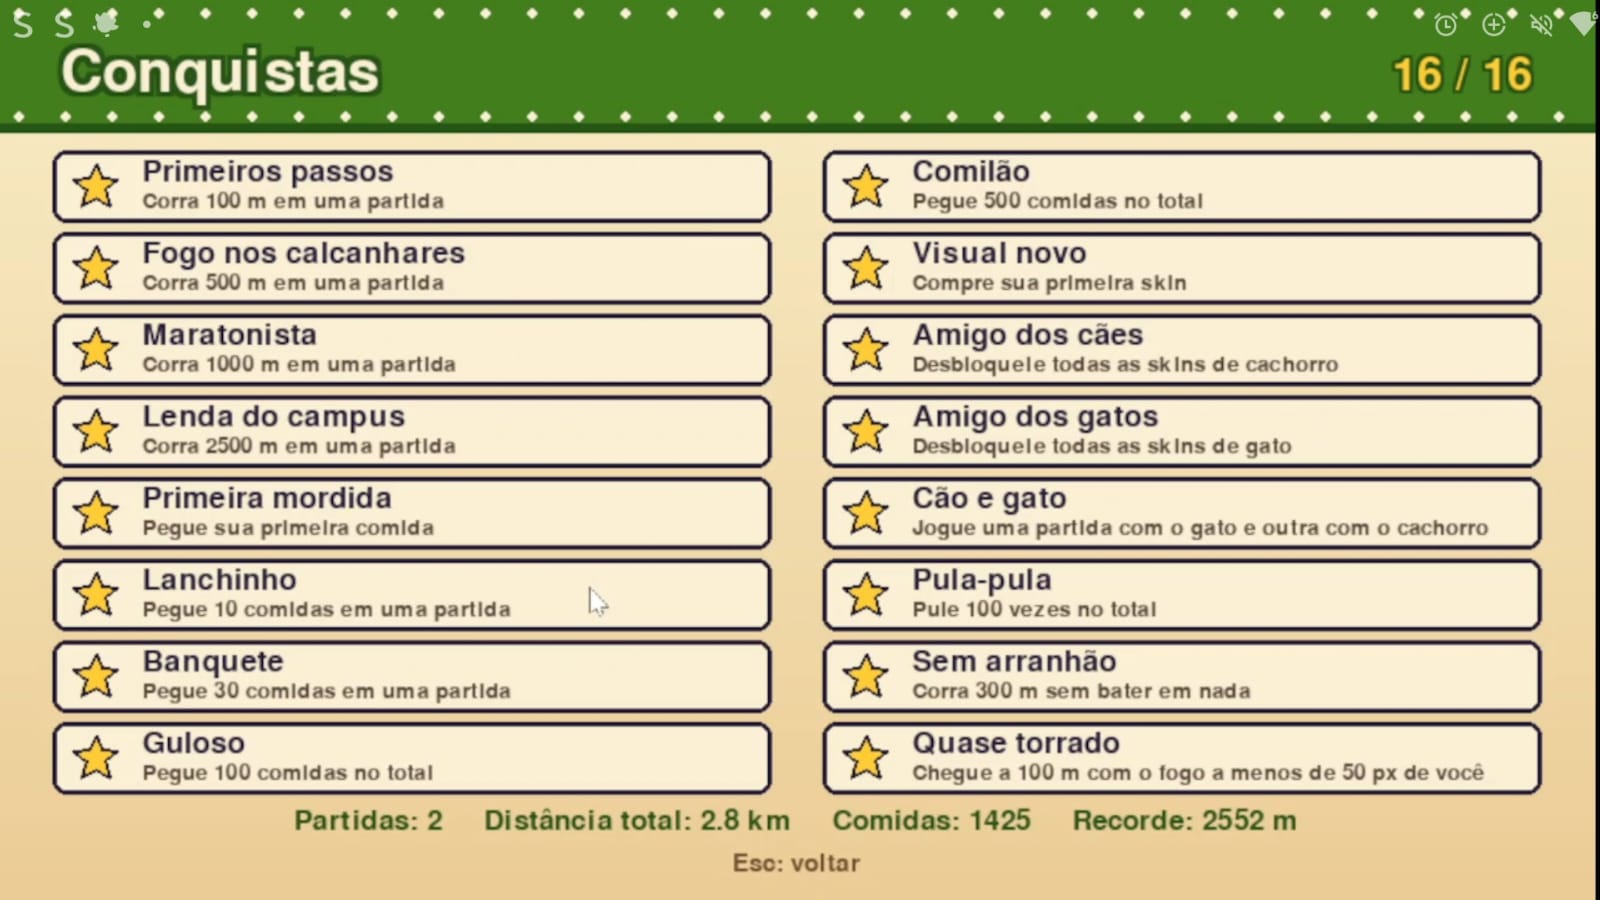 Conquistas
16 / 16
Primeiros passos
Corra 100 m em uma partida
Fogo nos calcanhares
Corra 500 m em uma partida
Maratonista
Corra 1000 m em uma partida
Lenda do campus
Corra 2500 m em uma partida
Primeira mordida
Pegue sua primeira comida
Lanchinho
Pegue 10 comidas em uma partida
Banquete
Pegue 30 comidas em uma partida
Guloso
Pegue 100 comidas no total
Comilão
Pegue 500 comidas no total
Visual novo
Compre sua primeira skin
Amigo dos cães
Desbloqueie todas as skins de cachorro
Amigo dos gatos
Desbloqueie todas as skins de gato
Cão e gato
Jogue uma partida com o gato e outra com o cachorro
Pula-pula
Pule 100 vezes no total
Sem arranhão
Corra 300 m sem bater em nada
Quase torrado
Chegue a 100 m com o fogo a menos de 50 px de você
Partidas: 2 Distância total: 2.8 km Comidas: 1425 Recorde: 2552 m
Esc: voltar